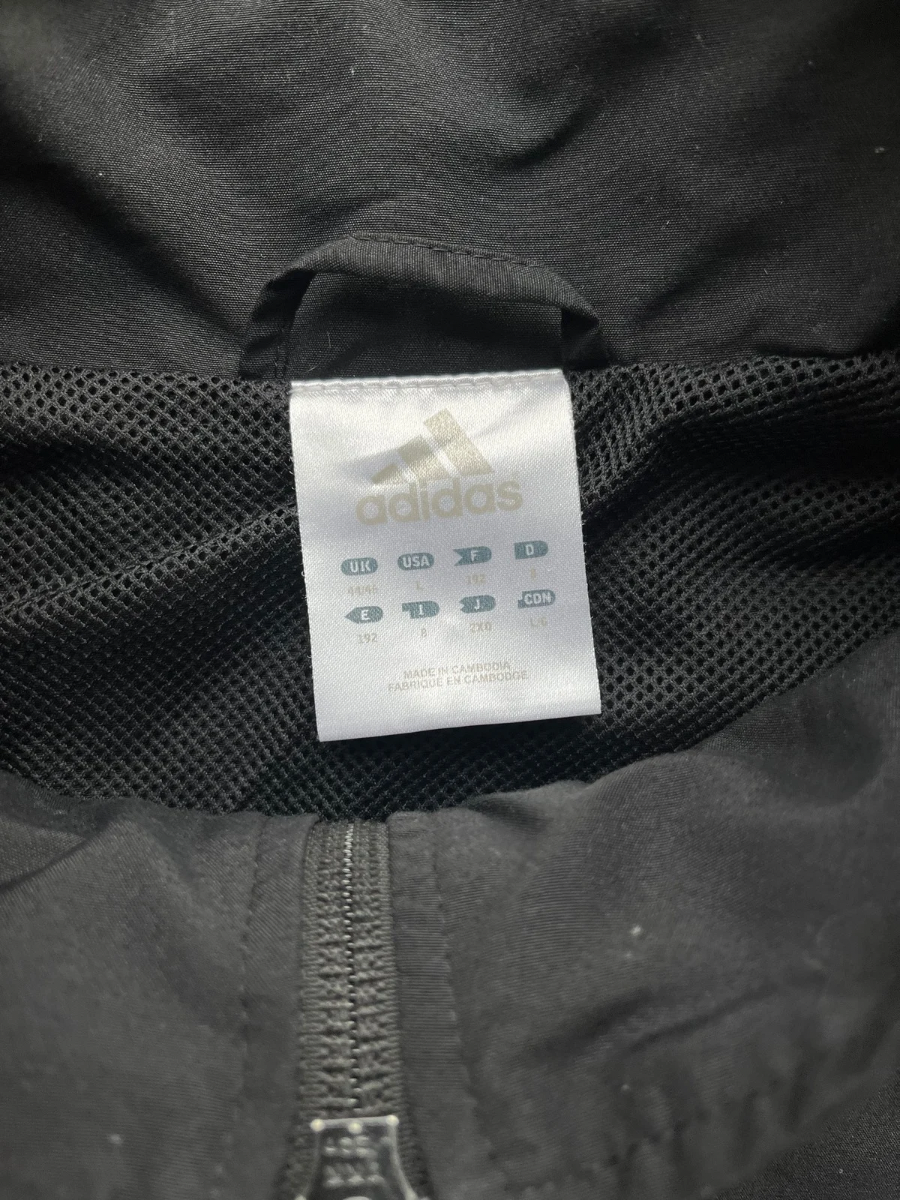 adidas
UK USA F D
44/46 L 192 8
E I J CDN
192 8 2XO L/G
MADE IN CAMBODIA
FABRIQUE EN CAMBODGE